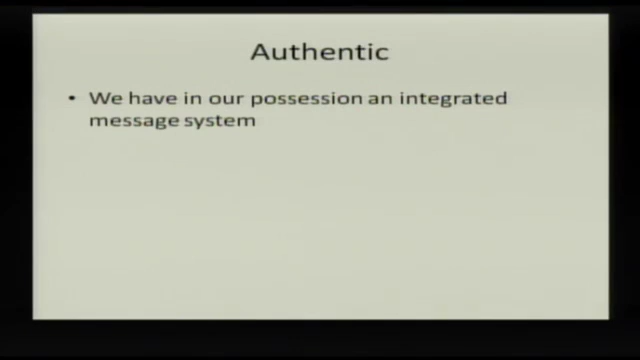 Authentic
• We have in our possession an integrated
message system